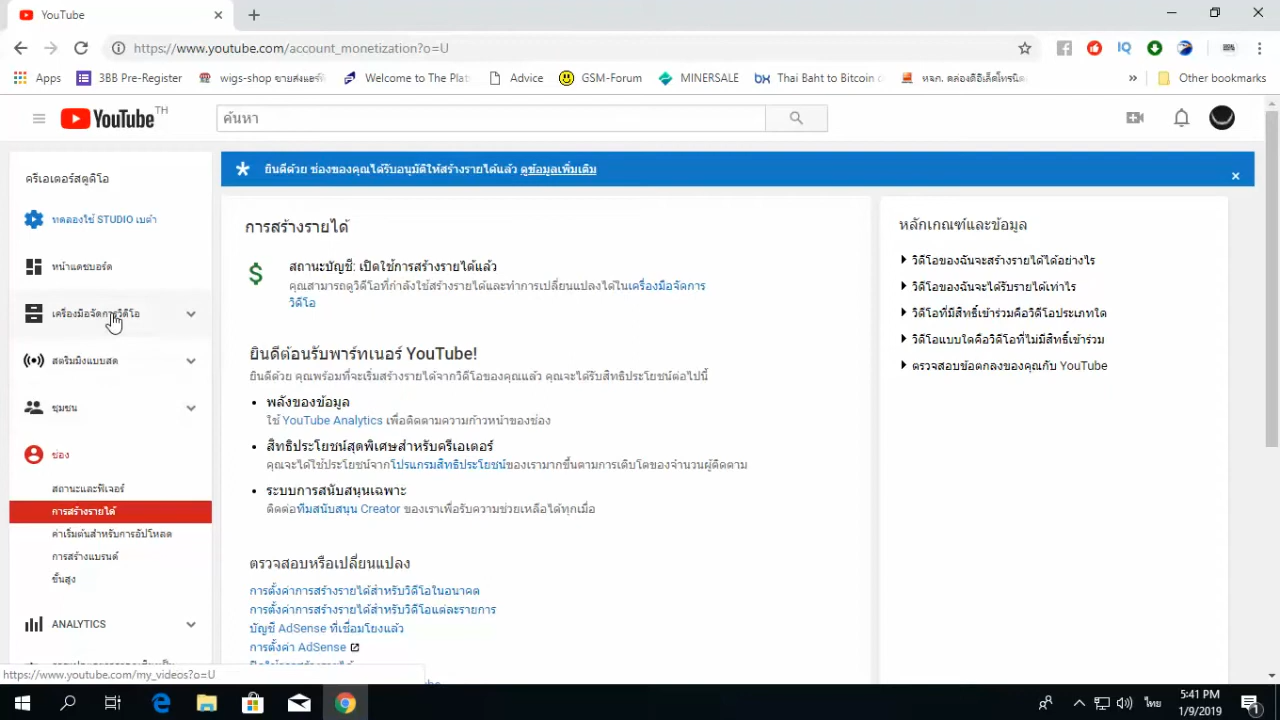 YouTube
https://www.youtube.com/account_monetization?o=U
Apps
3BB Pre-Register
wigs-shop ขายส่งแฮร์
Welcome to The Plat
Advice
GSM-Forum
MINERSALE
Thai Baht to Bitcoin
หจก. คล่องดีอิเล็คโทรนิค
Other bookmarks
YouTube TH
ค้นหา
ครีเอเตอร์สตูดิโอ
ทดลองใช้ STUDIO เบต้า
หน้าแดชบอร์ด
เครื่องมือจัดการวิดีโอ
สตรีมมิงแบบสด
ชุมชน
ช่อง
สถานะและฟีเจอร์
การสร้างรายได้
ค่าเริ่มต้นสำหรับการอัปโหลด
การสร้างแบรนด์
ขั้นสูง
ANALYTICS
ยินดีด้วย ช่องของคุณได้รับอนุมัติให้สร้างรายได้แล้ว ดูข้อมูลเพิ่มเติม
การสร้างรายได้
สถานะบัญชี: เปิดใช้การสร้างรายได้แล้ว
คุณสามารถดูวิดีโอที่กำลังใช้สร้างรายได้และทำการเปลี่ยนแปลงได้ในเครื่องมือจัดการ
วิดีโอ
ยินดีต้อนรับพาร์ทเนอร์ YouTube!
ยินดีด้วย คุณพร้อมที่จะเริ่มสร้างรายได้จากวิดีโอของคุณแล้ว คุณจะได้รับสิทธิประโยชน์ต่อไปนี้
พลังของข้อมูล
ใช้ YouTube Analytics เพื่อติดตามความก้าวหน้าของช่อง
สิทธิประโยชน์สุดพิเศษสำหรับครีเอเตอร์
คุณจะได้ใช้ประโยชน์จากโปรแกรมสิทธิประโยชน์ของเรามากขึ้นตามการเติบโตของจำนวนผู้ติดตาม
ระบบการสนับสนุนเฉพาะ
ติดต่อทีมสนับสนุน Creator ของเราเพื่อรับความช่วยเหลือได้ทุกเมื่อ
ตรวจสอบหรือเปลี่ยนแปลง
การตั้งค่าการสร้างรายได้สำหรับวิดีโอในอนาคต
การตั้งค่าการสร้างรายได้สำหรับวิดีโอแต่ละรายการ
บัญชี AdSense ที่เชื่อมโยงแล้ว
การตั้งค่า AdSense
หลักเกณฑ์และข้อมูล
วิดีโอของฉันจะสร้างรายได้ได้อย่างไร
วิดีโอของฉันจะได้รับรายได้เท่าไร
วิดีโอที่มีสิทธิ์เข้าร่วมคือวิดีโอประเภทใด
วิดีโอแบบใดคือวิดีโอที่ไม่มีสิทธิ์เข้าร่วม
ตรวจสอบข้อตกลงของคุณกับ YouTube
https://www.youtube.com/my_videos?o=U
ไทย
5:41 PM
1/9/2019